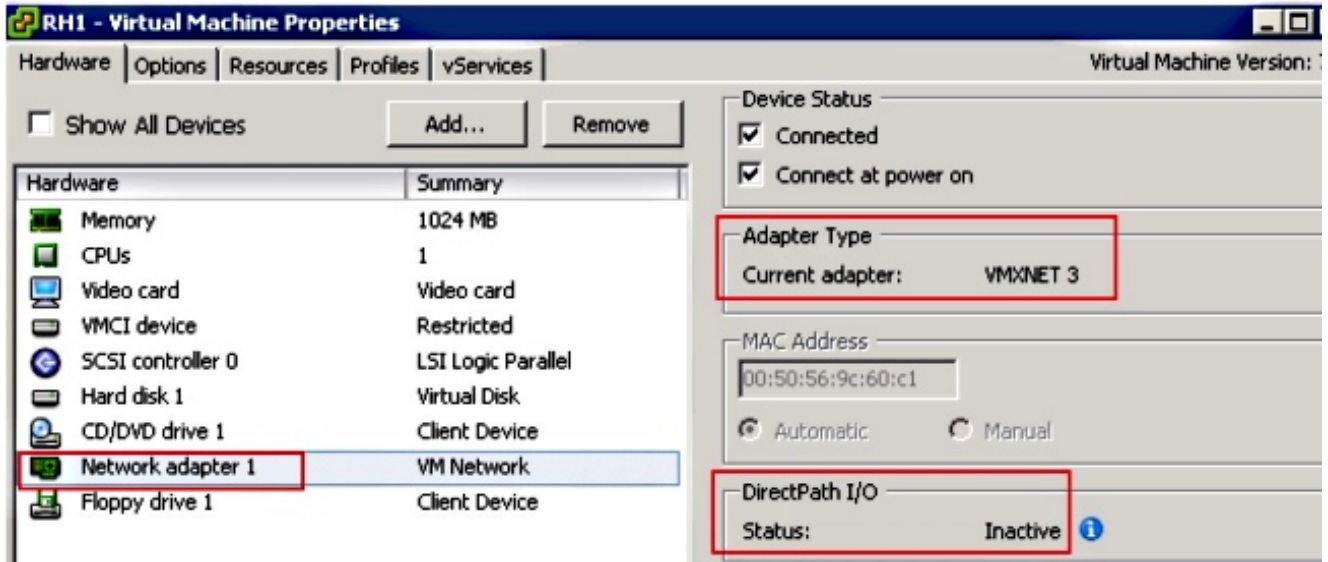 RH1 - Virtual Machine Properties
Hardware Options Resources Profiles vServices
Virtual Machine Version:
Show All Devices Add... Remove
Hardware Summary
Memory 1024 MB
CPUs 1
Video card Video card
VMCI device Restricted
SCSI controller 0 LSI Logic Parallel
Hard disk 1 Virtual Disk
CD/DVD drive 1 Client Device
Network adapter 1 VM Network
Floppy drive 1 Client Device
Device Status
Connected
Connect at power on
Adapter Type
Current adapter: VMXNET 3
MAC Address
00:50:56:9c:60:c1
Automatic Manual
DirectPath I/O
Status: Inactive